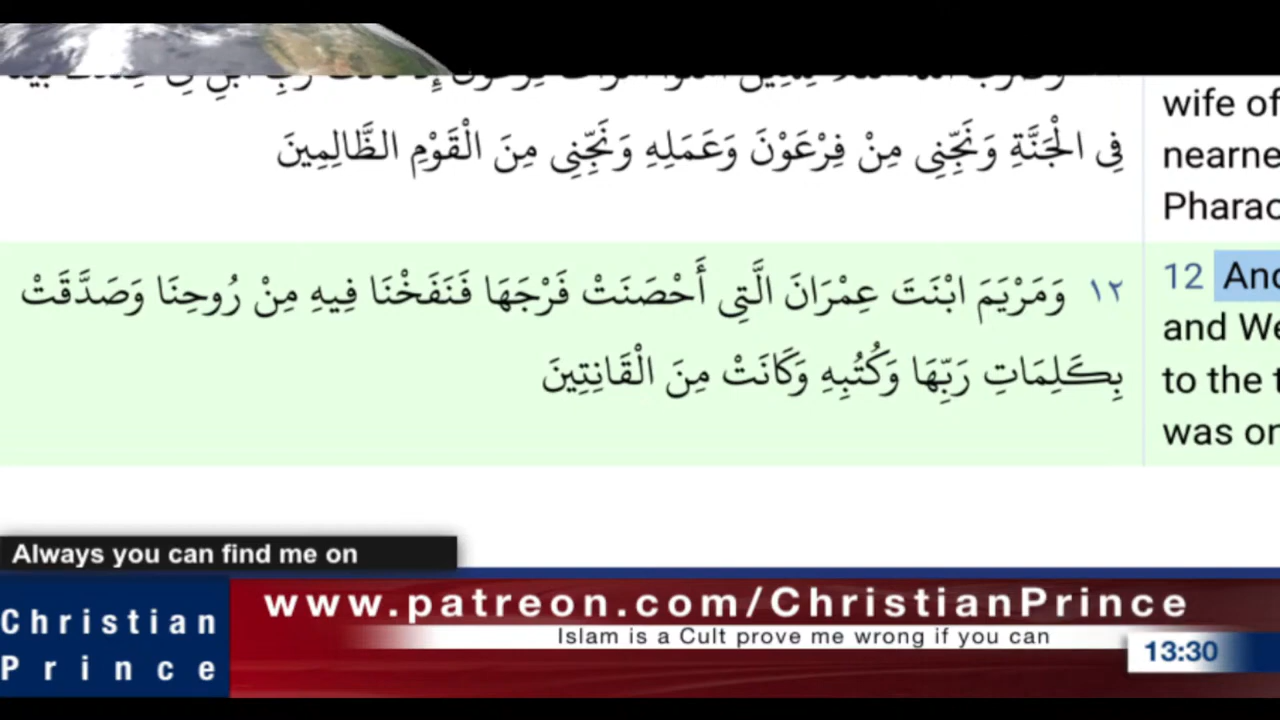 فِى الْجَنَّةِ وَنَجِّنِى مِنْ فِرْعَوْنَ وَعَمَلِهِ وَنَجِّنِى مِنَ الْقَوْمِ الظَّالِمِينَ
١٢ وَمَرْيَمَ ابْنَتَ عِمْرَانَ الَّتِى أَحْصَنَتْ فَرْجَهَا فَنَفَخْنَا فِيهِ مِنْ رُوحِنَا وَصَدَّقَتْ
بِكَلِمَاتِ رَبِّهَا وَكُتُبِهِ وَكَانَتْ مِنَ الْقَانِتِينَ
wife of
nearne
Pharao
12 And
and We
to the t
was on
Always you can find me on
Christian
Prince
www.patreon.com/ChristianPrince
Islam is a Cult prove me wrong if you can
13:30